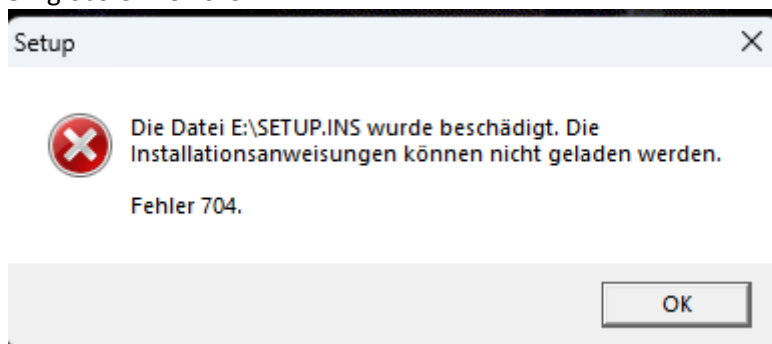 Setup
Die Datei E:\SETUP.INS wurde beschädigt. Die
Installationsanweisungen können nicht geladen werden.
Fehler 704.
OK